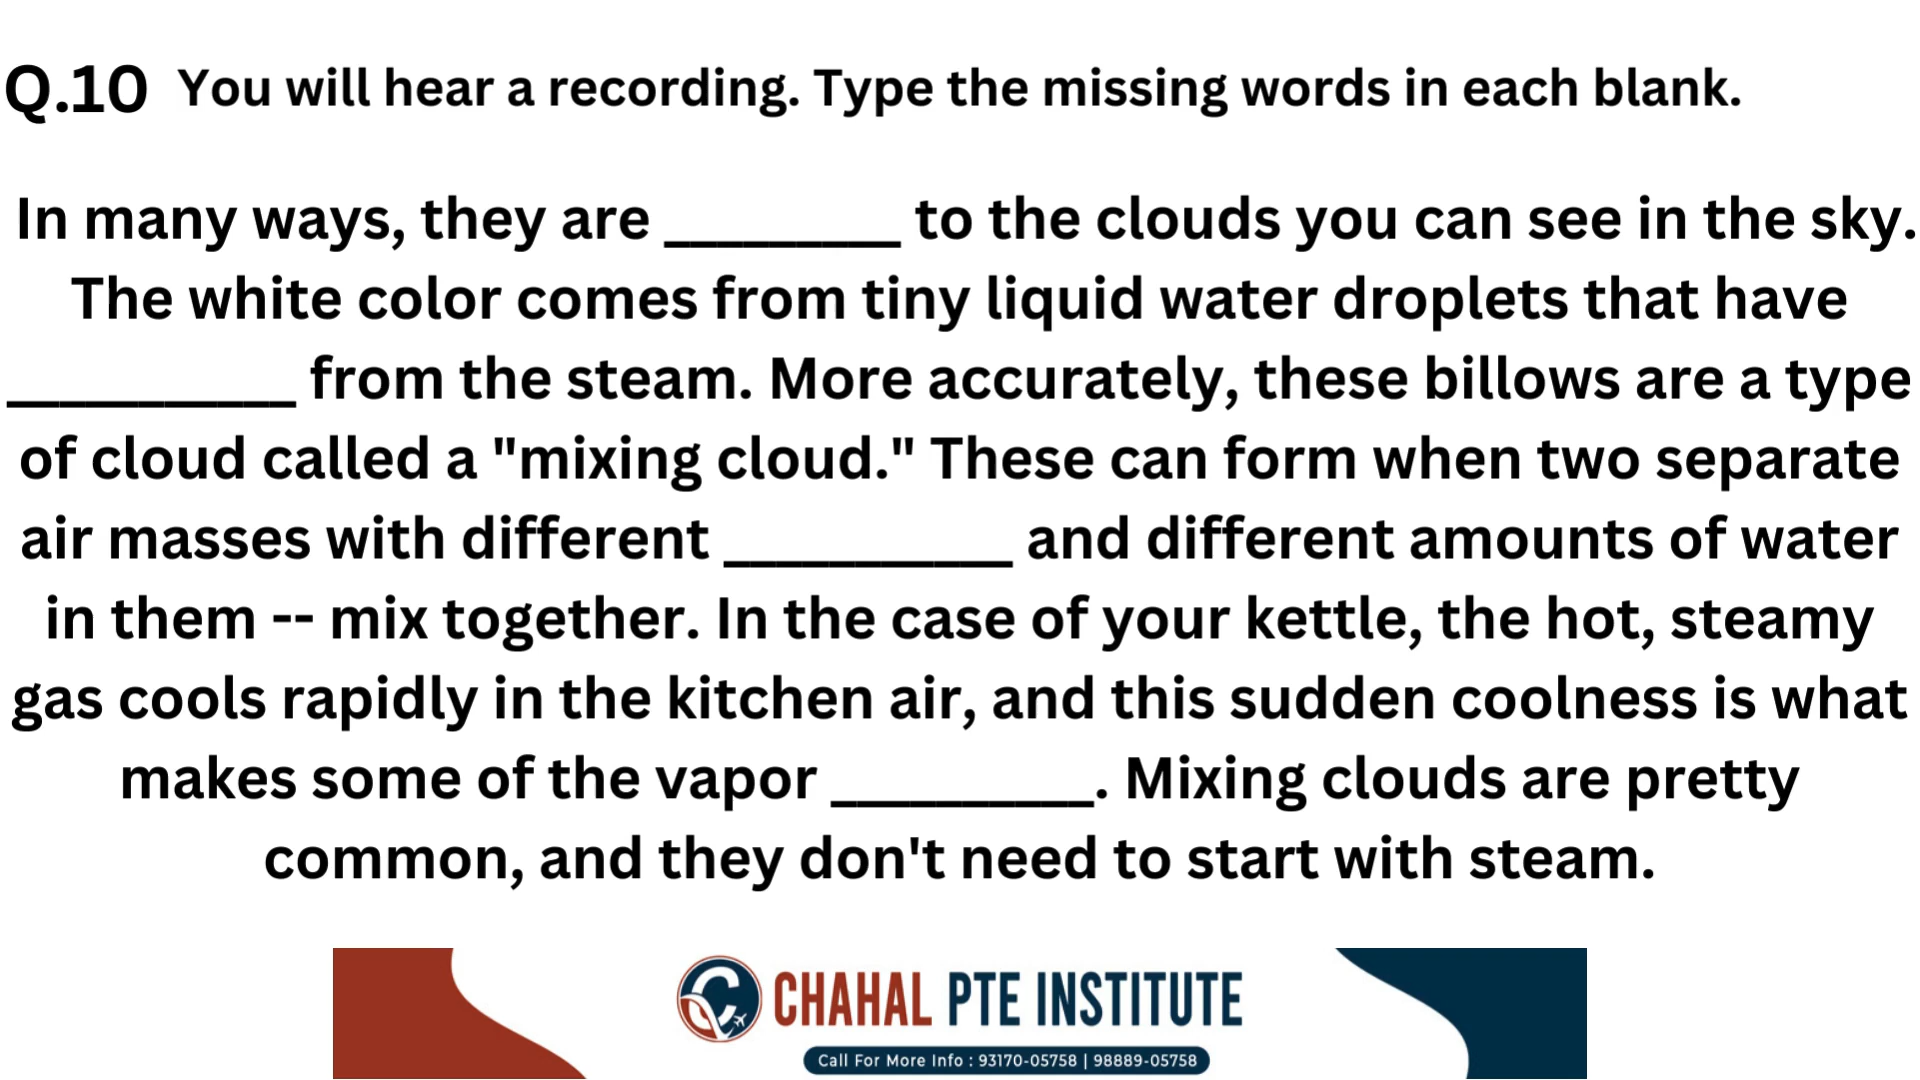 Q.10 You will hear a recording. Type the missing words in each blank.
In many ways, they are _________ to the clouds you can see in the sky.
The white color comes from tiny liquid water droplets that have
___________ from the steam. More accurately, these billows are a type
of cloud called a "mixing cloud." These can form when two separate
air masses with different ___________ and different amounts of water
in them -- mix together. In the case of your kettle, the hot, steamy
gas cools rapidly in the kitchen air, and this sudden coolness is what
makes some of the vapor __________. Mixing clouds are pretty
common, and they don't need to start with steam.
CHAHAL PTE INSTITUTE
Call For More Info : 93170-05758 | 98889-05758